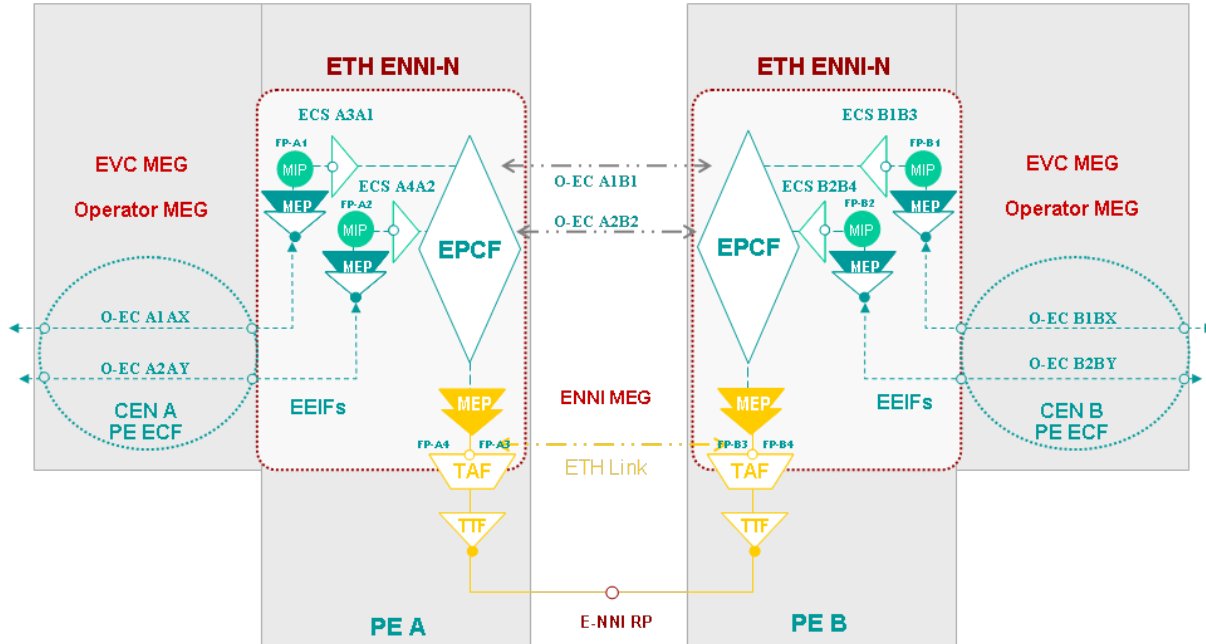 ETH ENNI-N
ETH ENNI-N
ECS A3A1
ECS B1B3
FP-A1
FP-B1
EVC MEG
MIP
O-EC A1B1
MIP
EVC MEG
ECS A4A2
ECS B2B4
Operator MEG
MEP
FP-A2
FP-B2
MEP
Operator MEG
MIP
O-EC A2B2
MIP
EPCF
EPCF
MEP
MEP
O-EC A1AX
O-EC B1BX
O-EC A2AY
O-EC B2BY
EEIFs
MEP
ENNI MEG
MEP
EEIFs
CEN A
PE ECF
CEN B
PE ECF
FP-A4
FP-A3
FP-B3
FP-B4
TAF
ETH Link
TAF
TTF
TTF
PE A
E-NNI RP
PE B